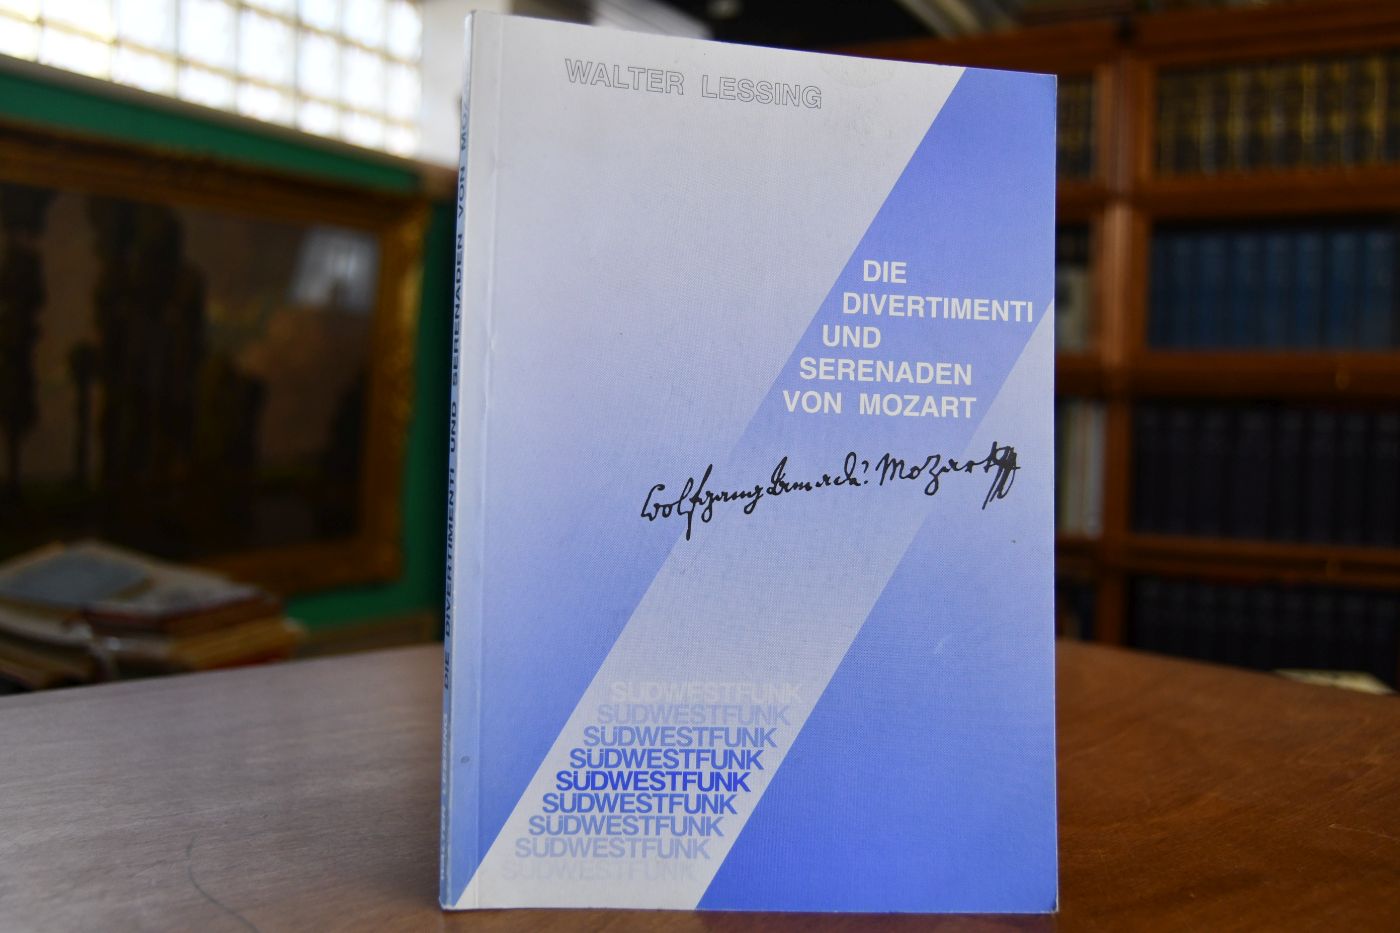 WALTER LESSING
DIE
DIVERTIMENTI
UND
SERENADEN
VON MOZART
Wolfgang Amadè Mozart
SÜDWESTFUNK
SÜDWESTFUNK
SÜDWESTFUNK
SÜDWESTFUNK
SÜDWESTFUNK
SÜDWESTFUNK
SÜDWESTFUNK
SÜDWESTFUNK
SÜDWESTFUNK
DIE DIVERTIMENTI UND SERENADEN VON MOZ